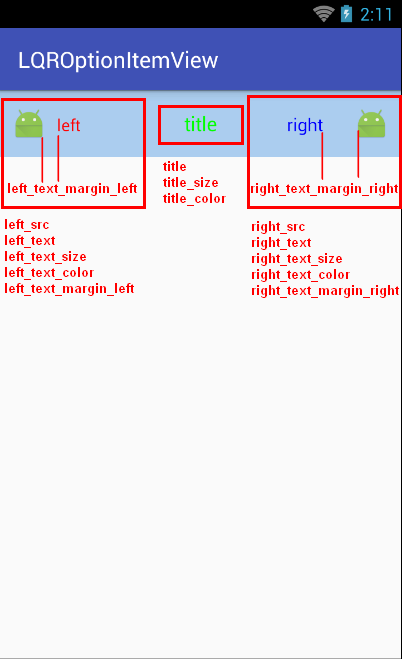 2:11
LQROptionItemView
left
title
right
left_text_margin_left
title
title_size
title_color
right_text_margin_right
left_src
left_text
left_text_size
left_text_color
left_text_margin_left
right_src
right_text
right_text_size
right_text_color
right_text_margin_right